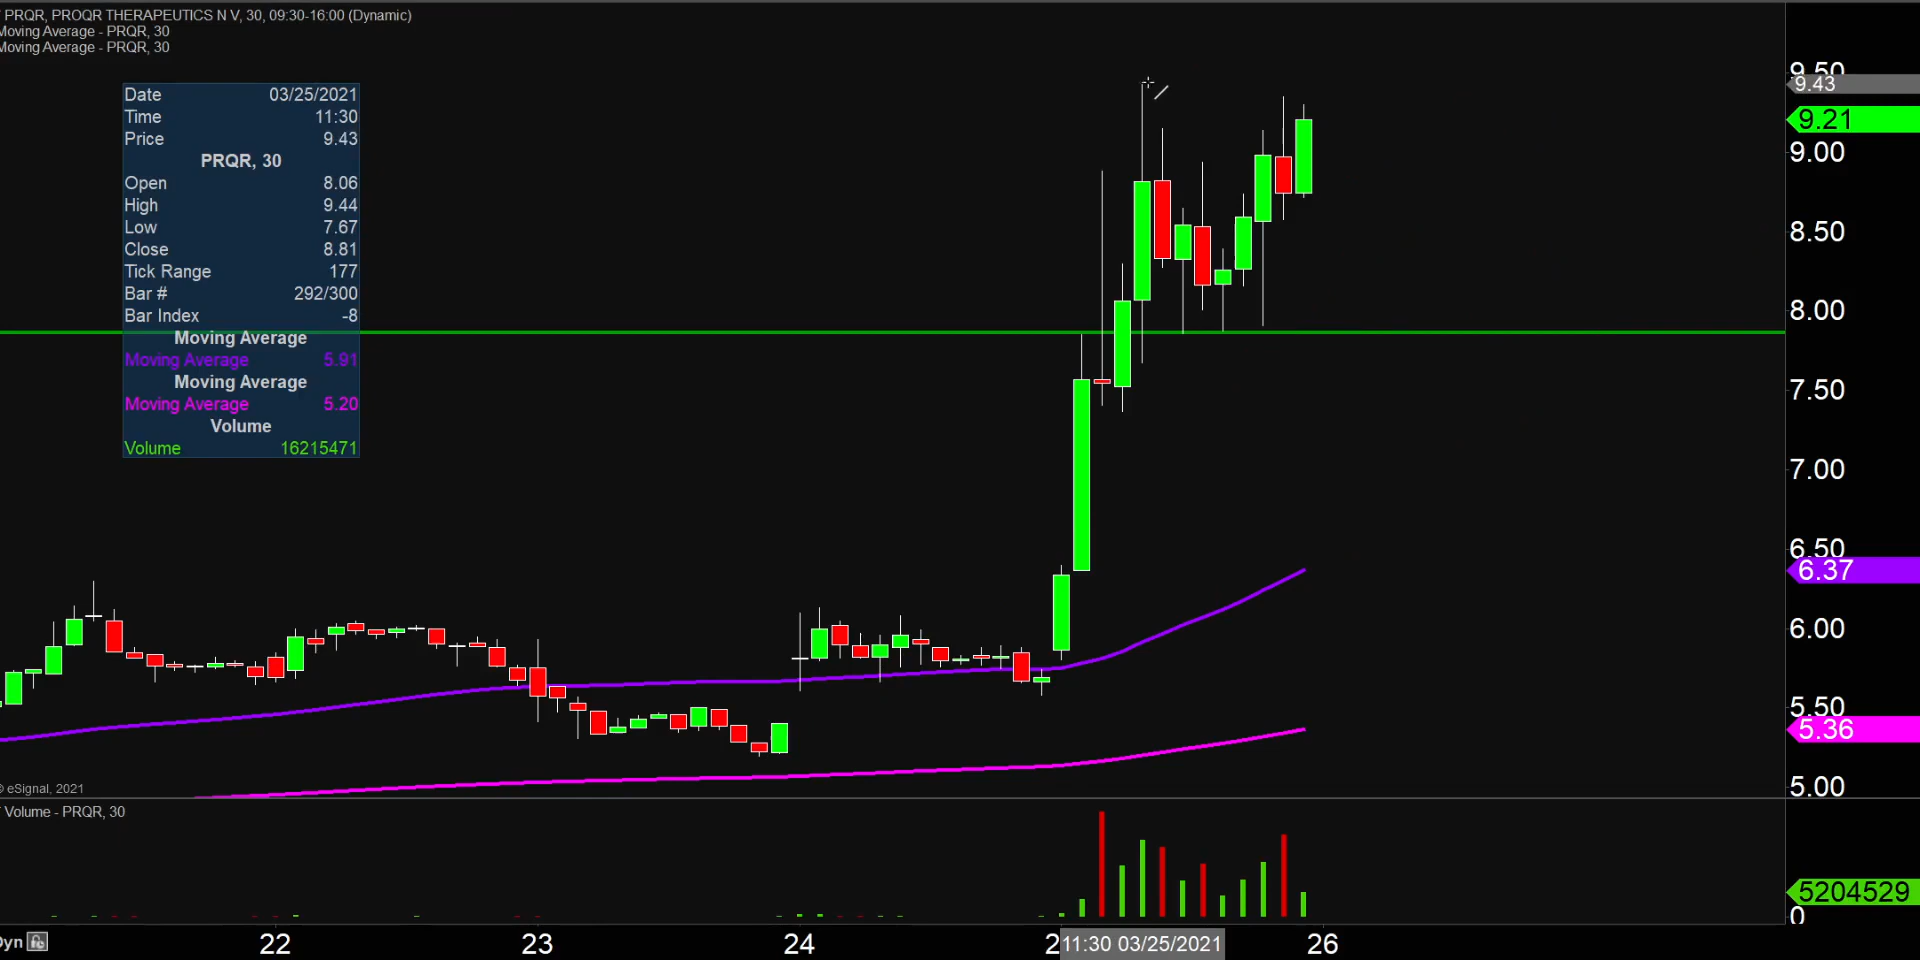 PRQR, PROQR THERAPEUTICS N V, 30, 09:30-16:00 (Dynamic)
Moving Average - PRQR, 30
Moving Average - PRQR, 30
Date 03/25/2021
Time 11:30
Price 9.43
PRQR, 30
Open 8.06
High 9.44
Low 7.67
Close 8.81
Tick Range 177
Bar # 292/300
Bar Index -8
Moving Average
Moving Average 5.91
Moving Average
Moving Average 5.20
Volume
Volume 16215471
9.50
9.43
9.21
9.00
8.50
8.00
7.50
7.00
6.50
6.37
6.00
5.50
5.36
5.00
© eSignal, 2021
Volume - PRQR, 30
5204529
0
Dyn
22 23 24 2 11:30 03/25/2021 26